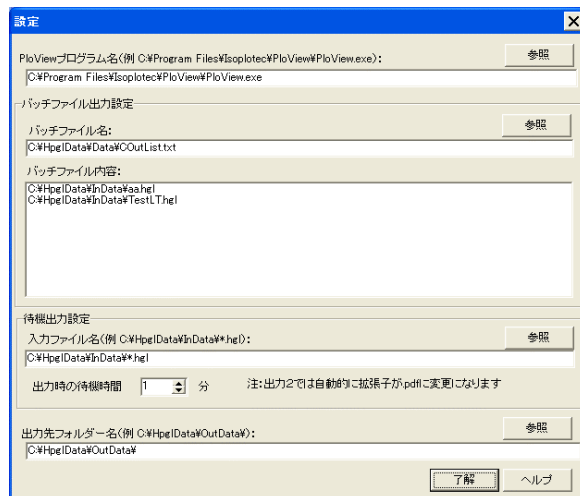 設定
PloViewプログラム名(例 C:¥Program Files¥Isoplotec¥PloView¥PloView.exe):
参照
C:¥Program Files¥Isoplotec¥PloView¥PloView.exe
バッチファイル出力設定
バッチファイル名:
参照
C:¥HpglData¥Data¥COutList.txt
バッチファイル内容:
C:¥HpglData¥InData¥aa.hgl
C:¥HpglData¥InData¥TestLT.hgl
待機出力設定
入力ファイル名(例 C:¥HpglData¥InData¥*.hgl):
参照
C:¥HpglData¥InData¥*.hgl
出力時の待機時間 1 分 注:出力2では自動的に拡張子が.pdfに変更になります
出力先フォルダー名(例 C:¥HpglData¥OutData¥):
参照
C:¥HpglData¥OutData¥
了解 ヘルプ